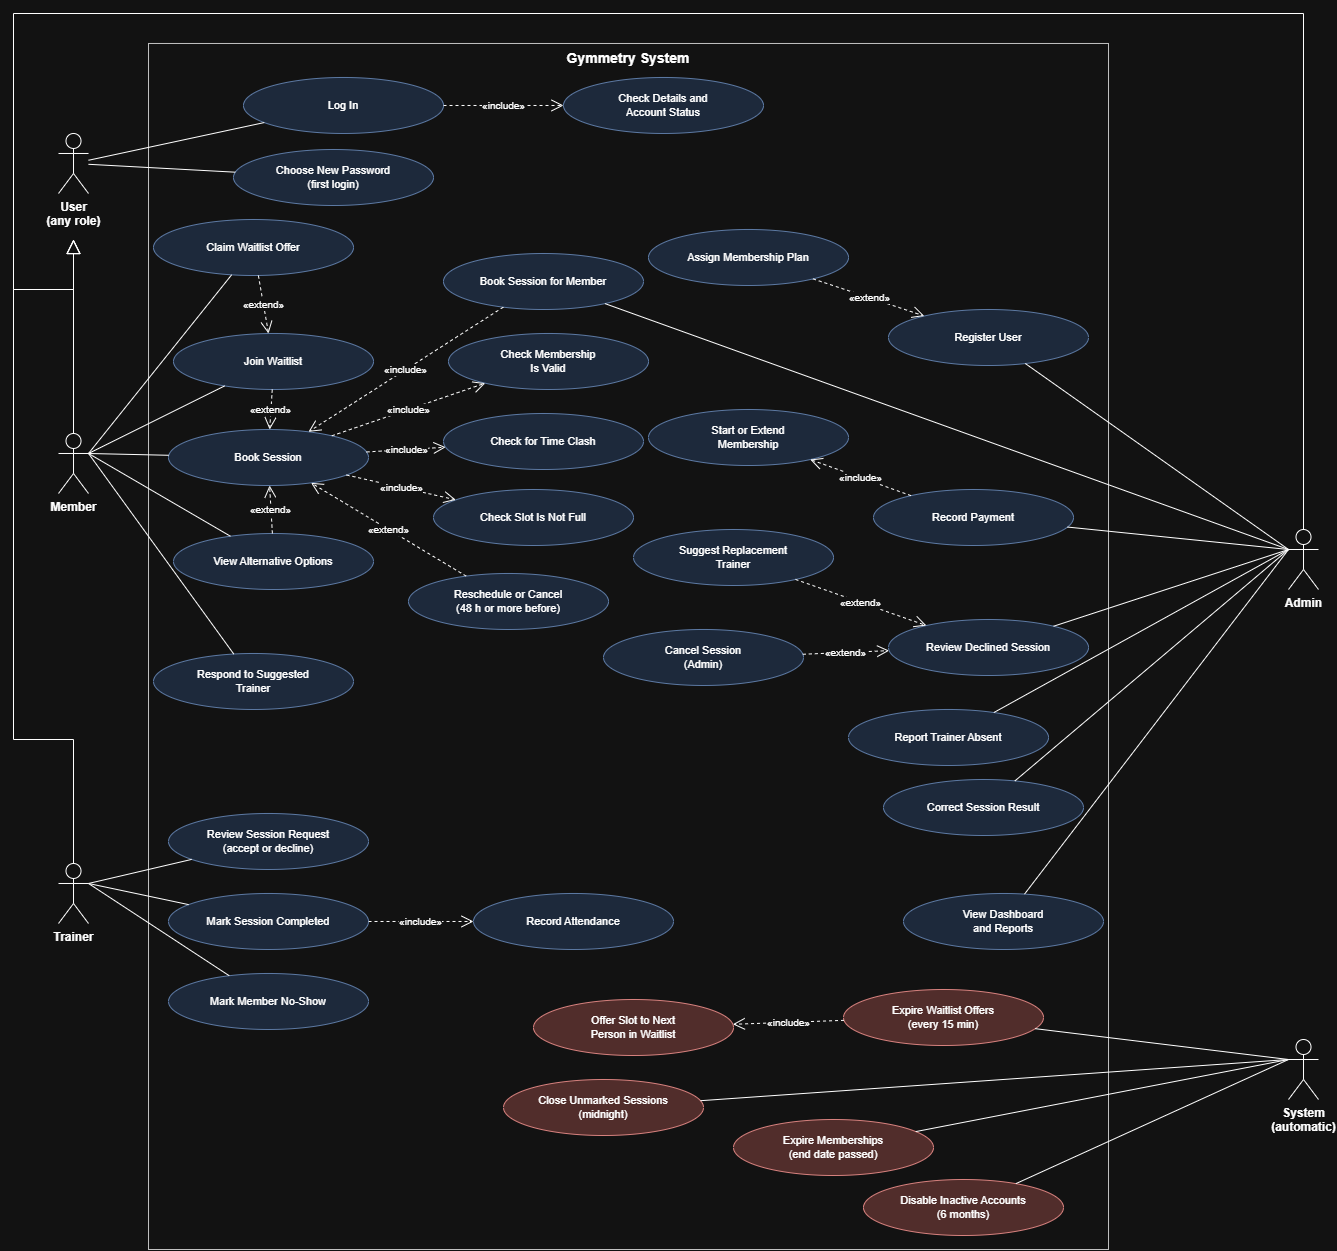 Gymmetry System
Log In
«include»
Check Details and
Account Status
Choose New Password
(first login)
User
(any role)
Claim Waitlist Offer
«extend»
Book Session for Member
Assign Membership Plan
«extend»
Register User
Join Waitlist
«include»
Check Membership
Is Valid
«extend»
«include»
Book Session
«include»
Check for Time Clash
Start or Extend
Membership
«include»
«include»
Check Slot Is Not Full
Record Payment
Member
«extend»
«extend»
View Alternative Options
Suggest Replacement
Trainer
Reschedule or Cancel
(48 h or more before)
«extend»
Admin
Cancel Session
(Admin)
«extend»
Review Declined Session
Respond to Suggested
Trainer
Report Trainer Absent
Correct Session Result
Review Session Request
(accept or decline)
Mark Session Completed
«include»
Record Attendance
View Dashboard
and Reports
Trainer
Mark Member No-Show
Offer Slot to Next
Person in Waitlist
«include»
Expire Waitlist Offers
(every 15 min)
Close Unmarked Sessions
(midnight)
System
(automatic)
Expire Memberships
(end date passed)
Disable Inactive Accounts
(6 months)